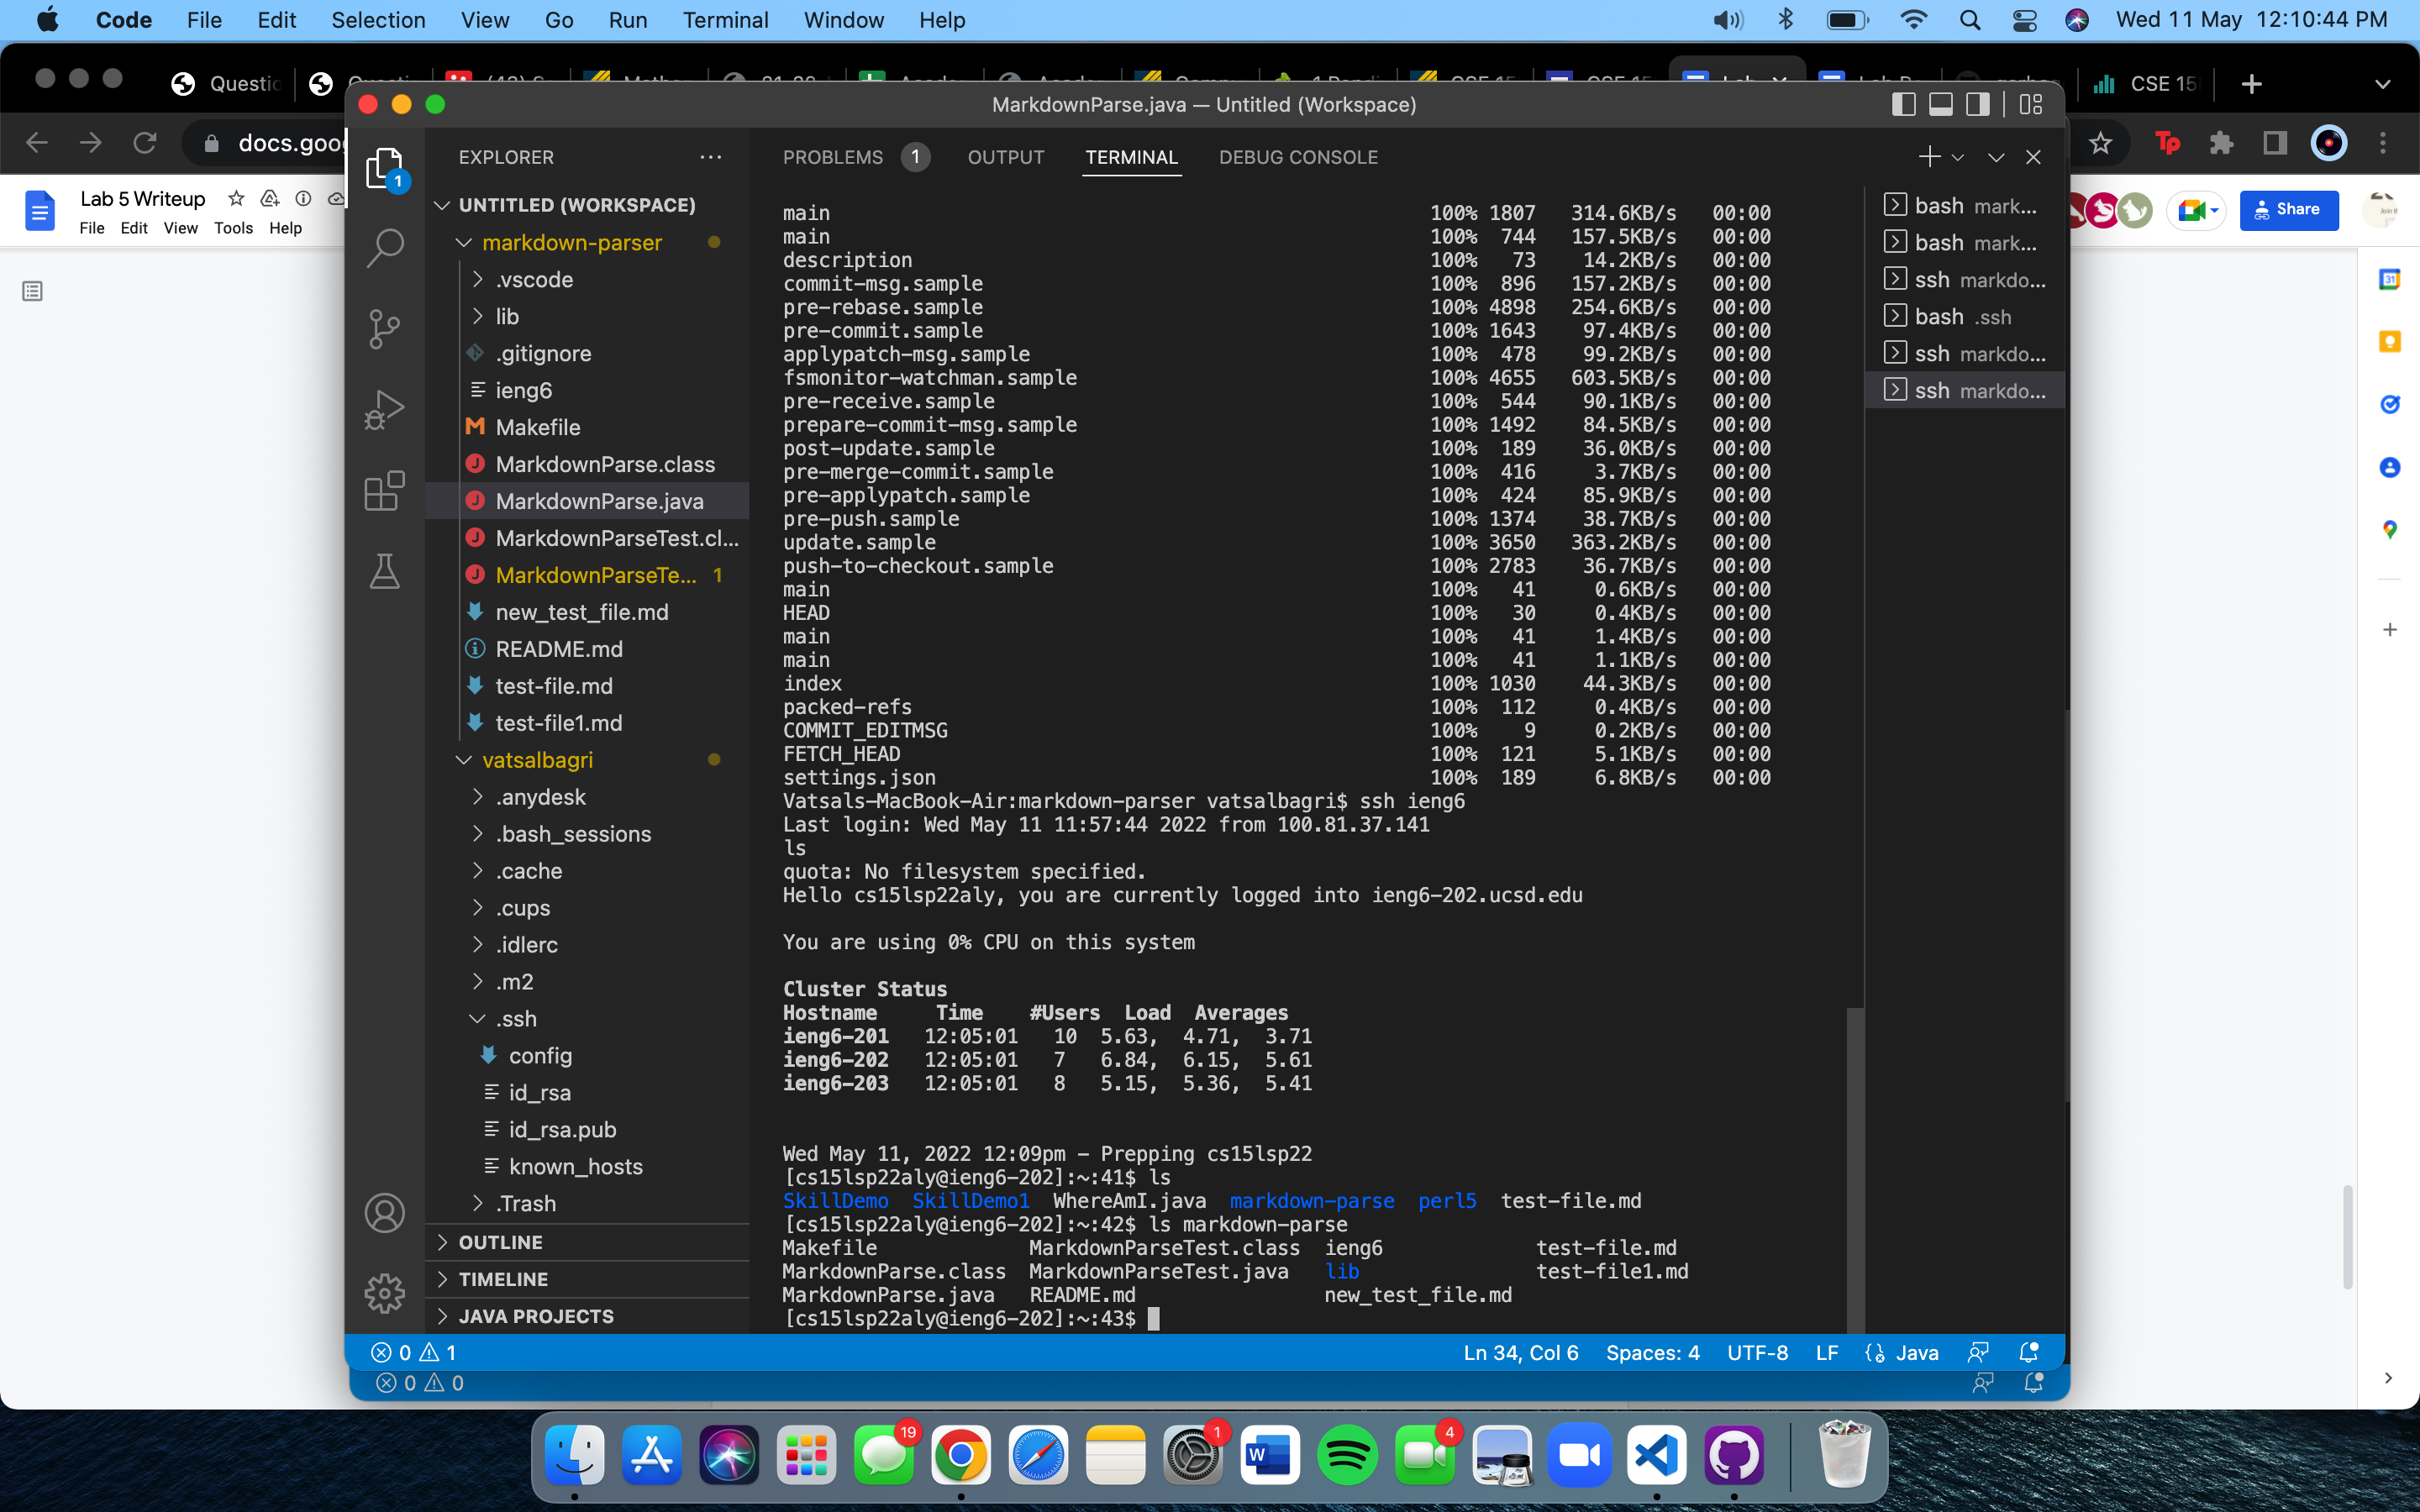 Code File Edit Selection View Go Run Terminal Window Help Wed 11 May 12:10:44 PM
Questio CSE 15
docs.goo
MarkdownParse.java — Untitled (Workspace)
Lab 5 Writeup
File Edit View Tools Help
Share
EXPLORER
UNTITLED (WORKSPACE)
markdown-parser
.vscode
lib
.gitignore
ieng6
Makefile
MarkdownParse.class
MarkdownParse.java
MarkdownParseTest.cl...
MarkdownParseTe... 1
new_test_file.md
README.md
test-file.md
test-file1.md
vatsalbagri
.anydesk
.bash_sessions
.cache
.cups
.idlerc
.m2
.ssh
config
id_rsa
id_rsa.pub
known_hosts
.Trash
OUTLINE
TIMELINE
JAVA PROJECTS
PROBLEMS 1 OUTPUT TERMINAL DEBUG CONSOLE
main 100% 1807 314.6KB/s 00:00
main 100% 744 157.5KB/s 00:00
description 100% 73 14.2KB/s 00:00
commit-msg.sample 100% 896 157.2KB/s 00:00
pre-rebase.sample 100% 4898 254.6KB/s 00:00
pre-commit.sample 100% 1643 97.4KB/s 00:00
applypatch-msg.sample 100% 478 99.2KB/s 00:00
fsmonitor-watchman.sample 100% 4655 603.5KB/s 00:00
pre-receive.sample 100% 544 90.1KB/s 00:00
prepare-commit-msg.sample 100% 1492 84.5KB/s 00:00
post-update.sample 100% 189 36.0KB/s 00:00
pre-merge-commit.sample 100% 416 3.7KB/s 00:00
pre-applypatch.sample 100% 424 85.9KB/s 00:00
pre-push.sample 100% 1374 38.7KB/s 00:00
update.sample 100% 3650 363.2KB/s 00:00
push-to-checkout.sample 100% 2783 36.7KB/s 00:00
main 100% 41 0.6KB/s 00:00
HEAD 100% 30 0.4KB/s 00:00
main 100% 41 1.4KB/s 00:00
main 100% 41 1.1KB/s 00:00
index 100% 1030 44.3KB/s 00:00
packed-refs 100% 112 0.4KB/s 00:00
COMMIT_EDITMSG 100% 9 0.2KB/s 00:00
FETCH_HEAD 100% 121 5.1KB/s 00:00
settings.json 100% 189 6.8KB/s 00:00
Vatsals-MacBook-Air:markdown-parser vatsalbagri$ ssh ieng6
Last login: Wed May 11 11:57:44 2022 from 100.81.37.141
ls
quota: No filesystem specified.
Hello cs15lsp22aly, you are currently logged into ieng6-202.ucsd.edu
You are using 0% CPU on this system
Cluster Status
Hostname Time #Users Load Averages
ieng6-201 12:05:01 10 5.63, 4.71, 3.71
ieng6-202 12:05:01 7 6.84, 6.15, 5.61
ieng6-203 12:05:01 8 5.15, 5.36, 5.41
Wed May 11, 2022 12:09pm - Prepping cs15lsp22
[cs15lsp22aly@ieng6-202]:~:41$ ls
SkillDemo SkillDemo1 WhereAmI.java markdown-parse perl5 test-file.md
[cs15lsp22aly@ieng6-202]:~:42$ ls markdown-parse
Makefile MarkdownParseTest.class ieng6 test-file.md
MarkdownParse.class MarkdownParseTest.java lib test-file1.md
MarkdownParse.java README.md new_test_file.md
[cs15lsp22aly@ieng6-202]:~:43$
bash mark...
bash mark...
ssh markdo...
bash .ssh
ssh markdo...
ssh markdo...
0 1 Ln 34, Col 6 Spaces: 4 UTF-8 LF Java
0 0
19 1 4